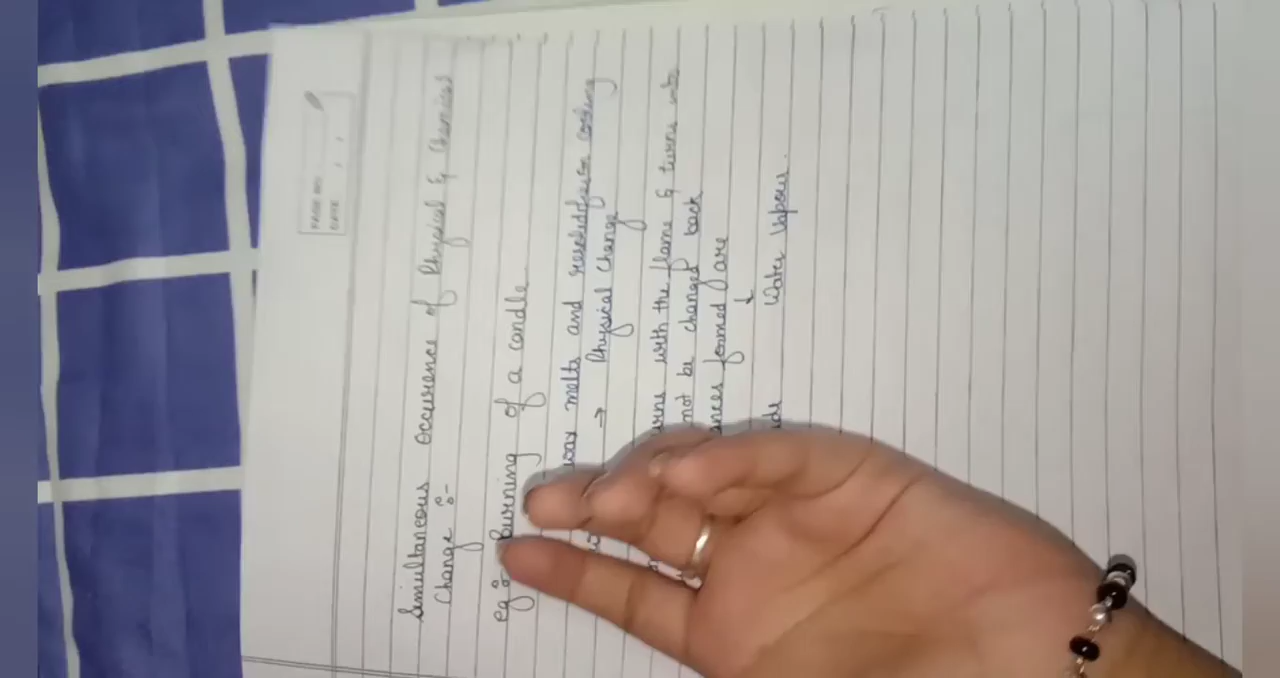 PAGE NO.
DATE
Simultaneous Occurence of Physical & Chemical
Change :-
eg :- burning of a candle
wax melts and resolidifies on cooling
→ Physical Change
with the flame & turns into
not be changed back
formed are
↓
Water Vapour.